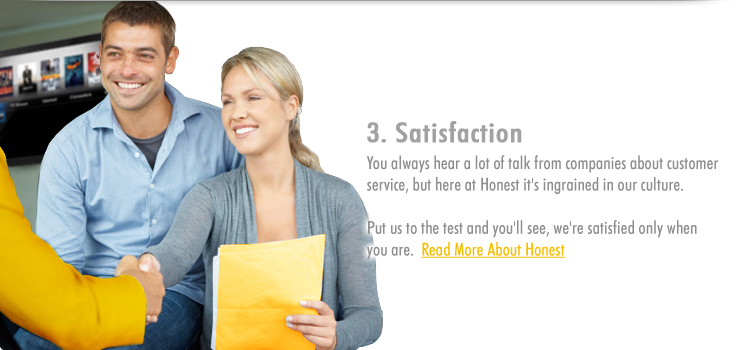 3. Satisfaction
You always hear a lot of talk from companies about customer
service, but here at Honest it's ingrained in our culture.
Put us to the test and you'll see, we're satisfied only when
you are. Read More About Honest